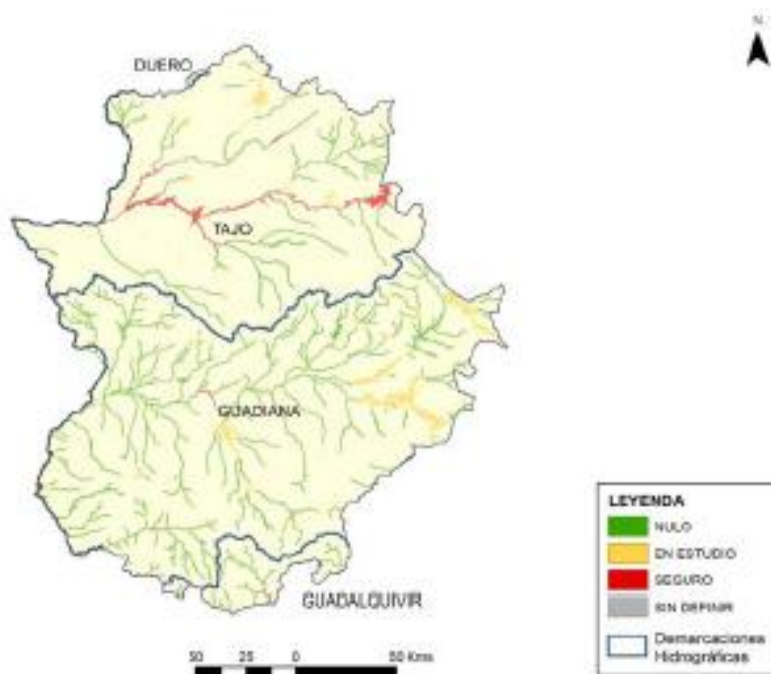 N
DUERO
TAJO
GUADIANA
GUADALQUIVIR
LEYENDA
NULO
EN ESTUDIO
SEGURO
SIN DEFINIR
Demarcaciones
Hidrográficas
50 25 0 50 Kms